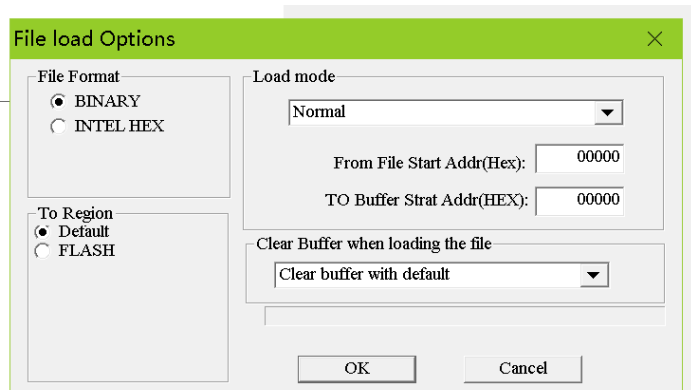 File load Options
File Format
BINARY
INTEL HEX
To Region
Default
FLASH
Load mode
Normal
From File Start Addr(Hex): 00000
TO Buffer Strat Addr(HEX): 00000
Clear Buffer when loading the file
Clear buffer with default
OK
Cancel